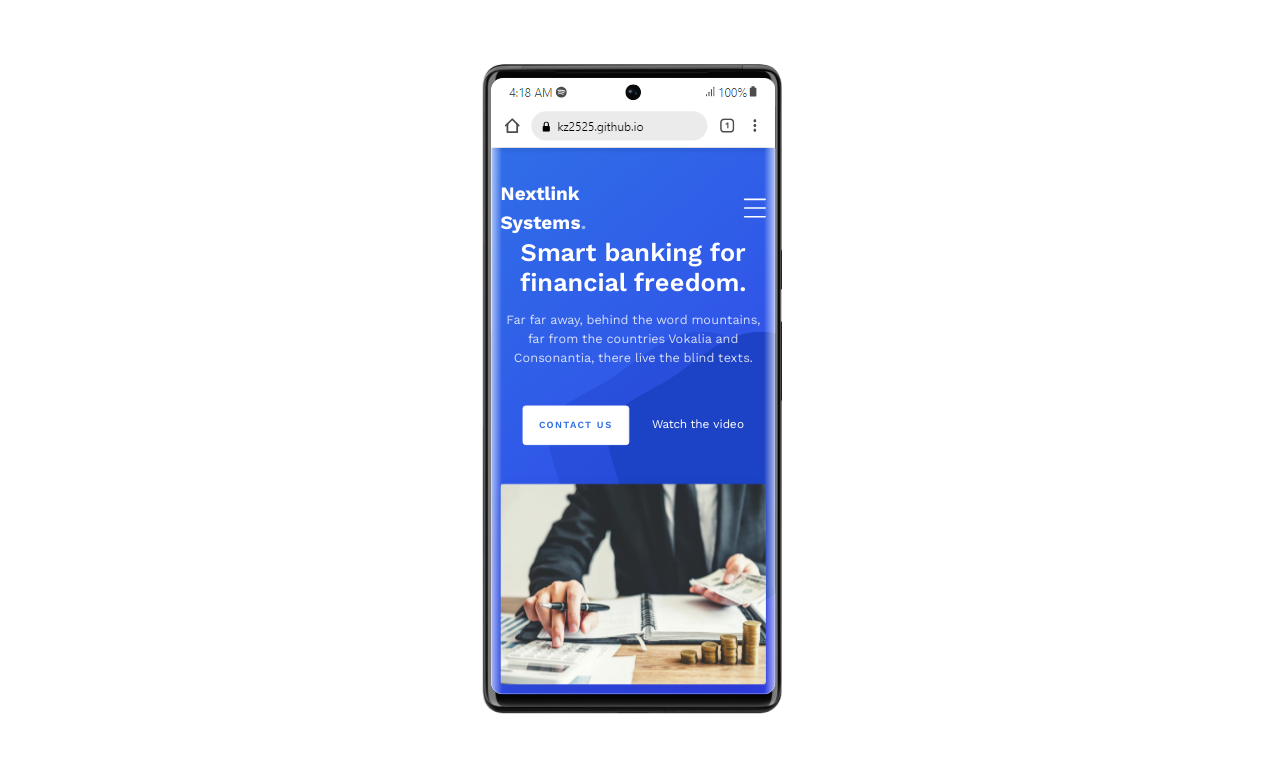 4:18 AM 100%
kz2525.github.io 1
Nextlink
Systems.
Smart banking for
financial freedom.
Far far away, behind the word mountains,
far from the countries Vokalia and
Consonantia, there live the blind texts.
CONTACT US Watch the video